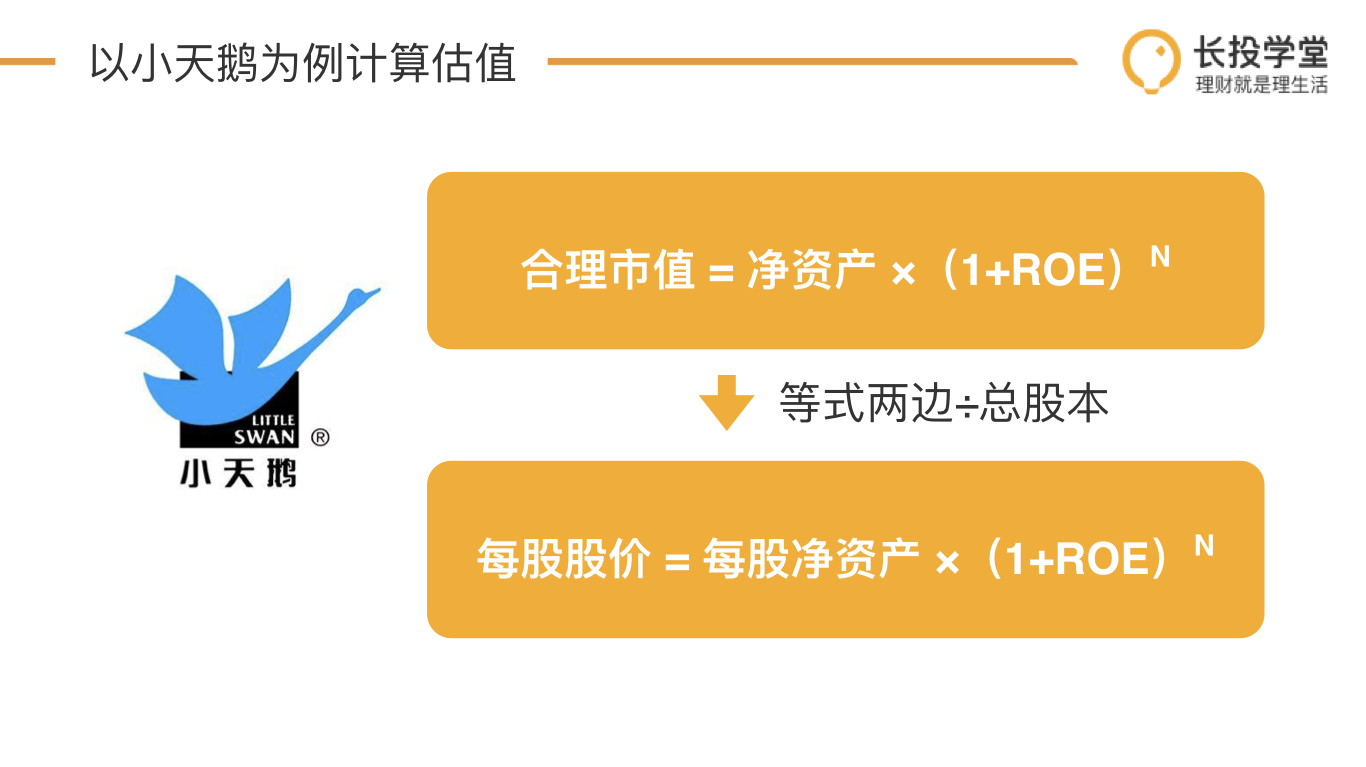 以小天鹅为例计算估值
长投学堂
理财就是理生活
合理市值 = 净资产 ×（1+ROE）ᴺ
等式两边÷总股本
LITTLE
SWAN ®
小天鹅
每股股价 = 每股净资产 ×（1+ROE）ᴺ